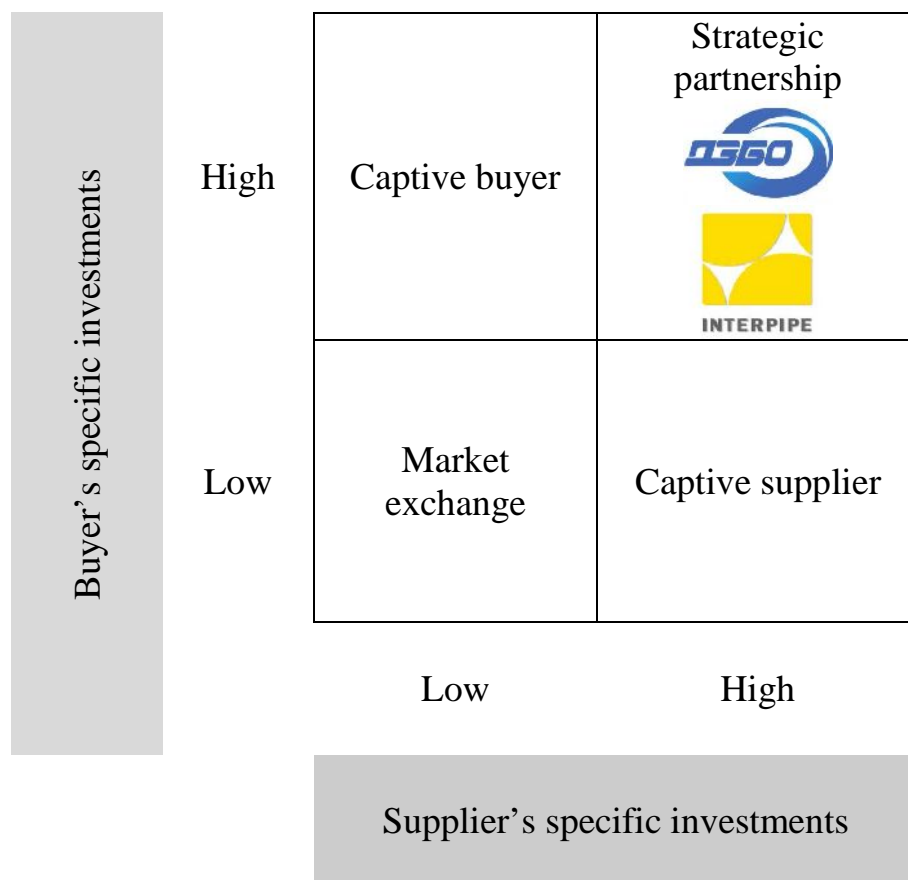 Strategic
partnership
ДЗБО
INTERPIPE
High
Captive buyer
Buyer’s specific investments
Low
Market
exchange
Captive supplier
Low
High
Supplier’s specific investments